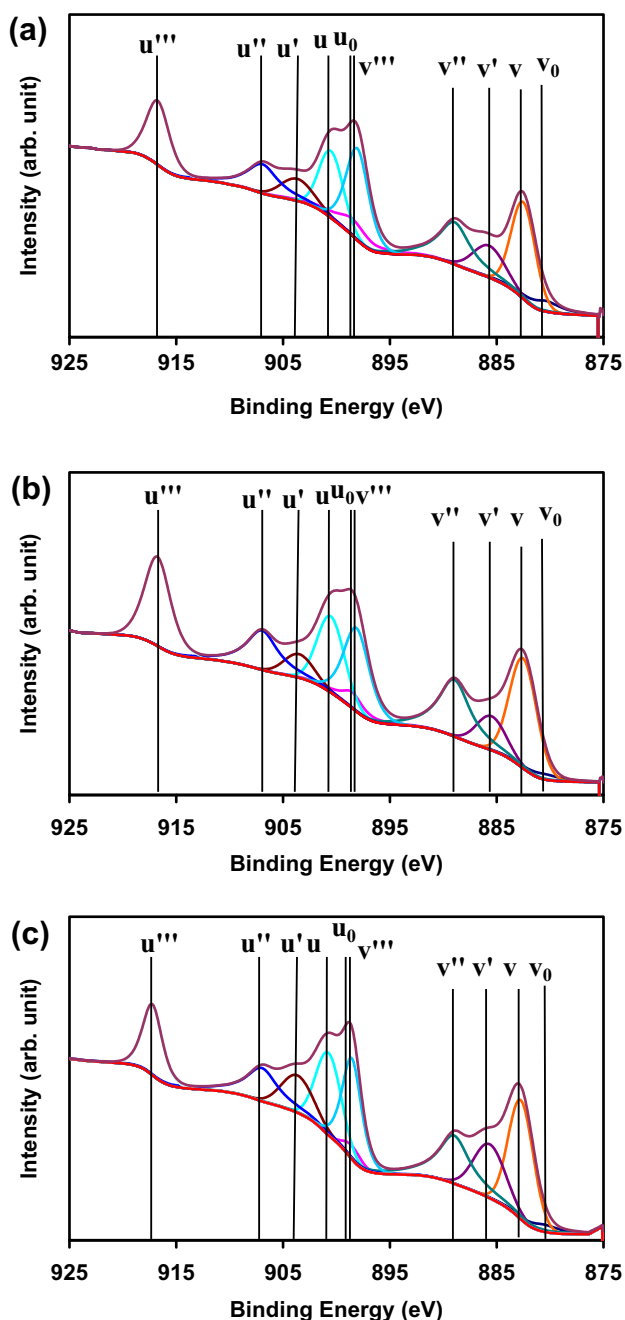 (a)
u''' u'' u' u u₀ v''' v'' v' v v₀
Intensity (arb. unit)
925 915 905 895 885 875
Binding Energy (eV)
(b)
u''' u'' u' u u₀ v''' v'' v' v v₀
Intensity (arb. unit)
925 915 905 895 885 875
Binding Energy (eV)
(c)
u''' u'' u' u u₀ v''' v'' v' v v₀
Intensity (arb. unit)
925 915 905 895 885 875
Binding Energy (eV)